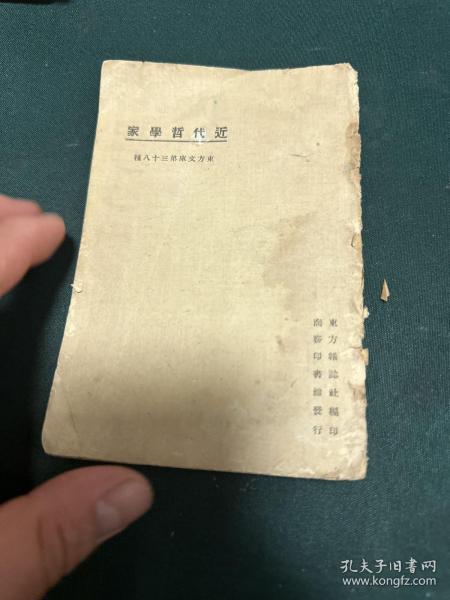 近代哲學家
東方文庫第三十八種
東方雜誌社編印
商務印書館發行
孔夫子旧书网
www.kongfz.com